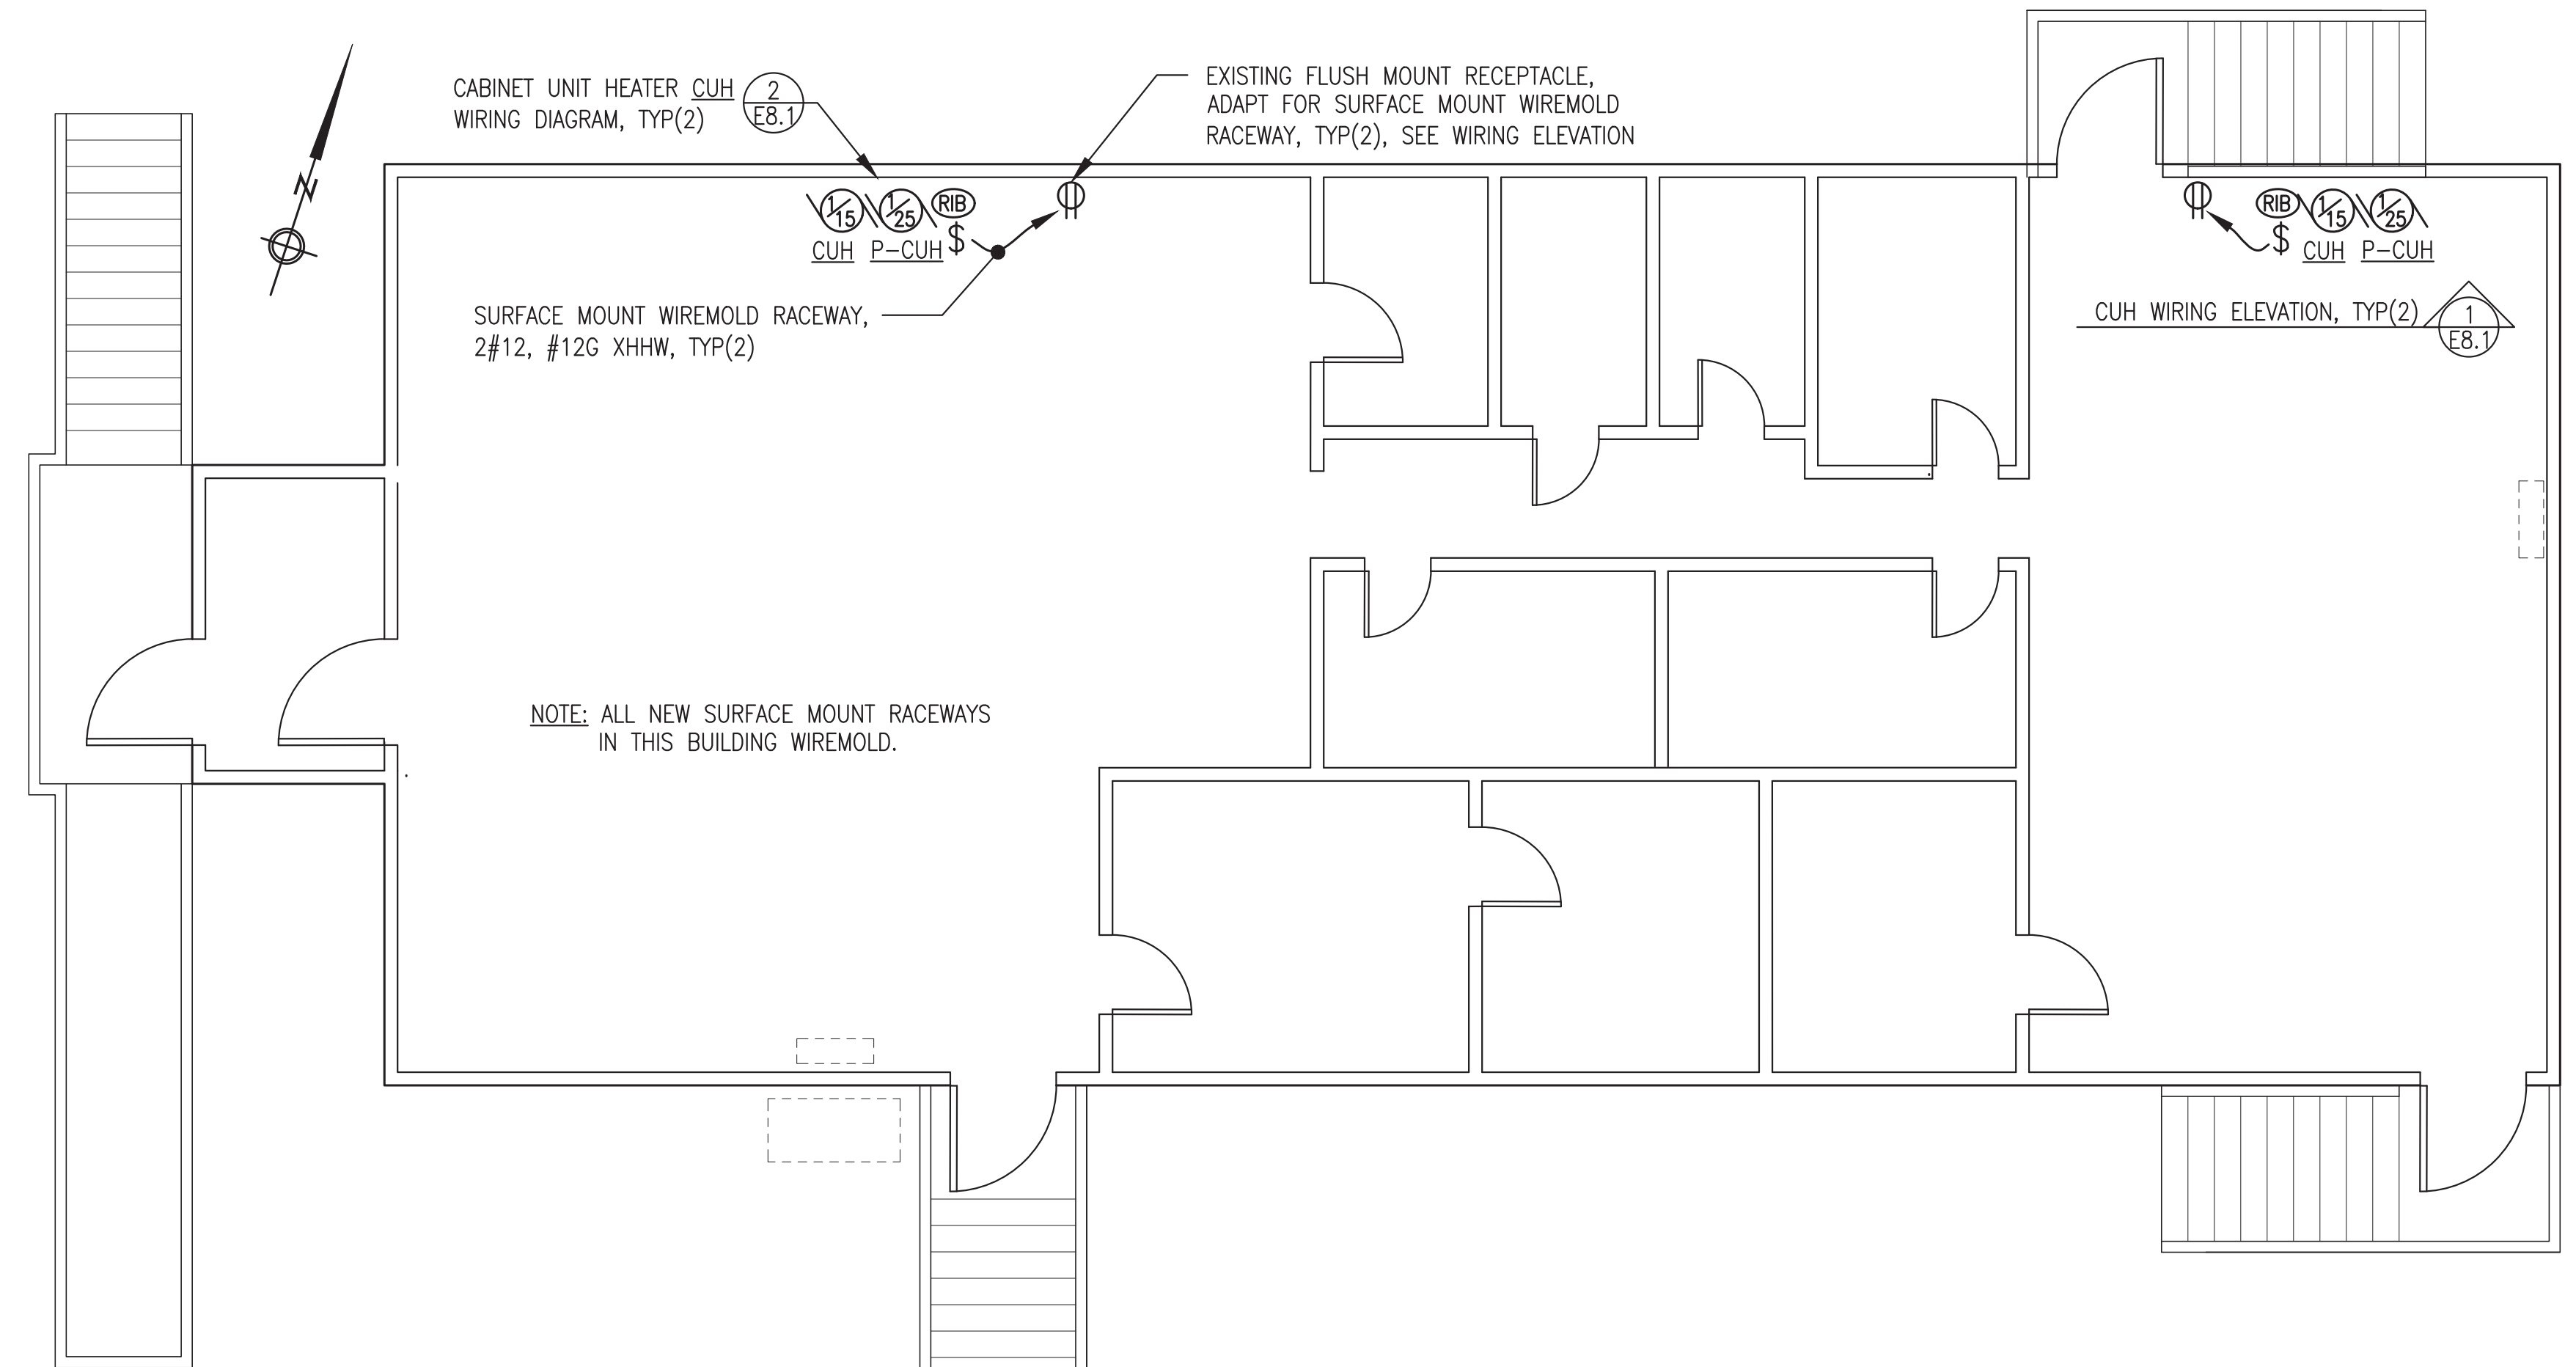 CABINET UNIT HEATER CUH
WIRING DIAGRAM, TYP(2)
2
E8.1
EXISTING FLUSH MOUNT RECEPTACLE,
ADAPT FOR SURFACE MOUNT WIREMOLD
RACEWAY, TYP(2), SEE WIRING ELEVATION
N
1/15 1/25 RIB
$
CUH P-CUH
SURFACE MOUNT WIREMOLD RACEWAY,
2#12, #12G XHHW, TYP(2)
RIB 1/15 1/25
$
CUH P-CUH
CUH WIRING ELEVATION, TYP(2)
1
E8.1
NOTE: ALL NEW SURFACE MOUNT RACEWAYS
IN THIS BUILDING WIREMOLD.